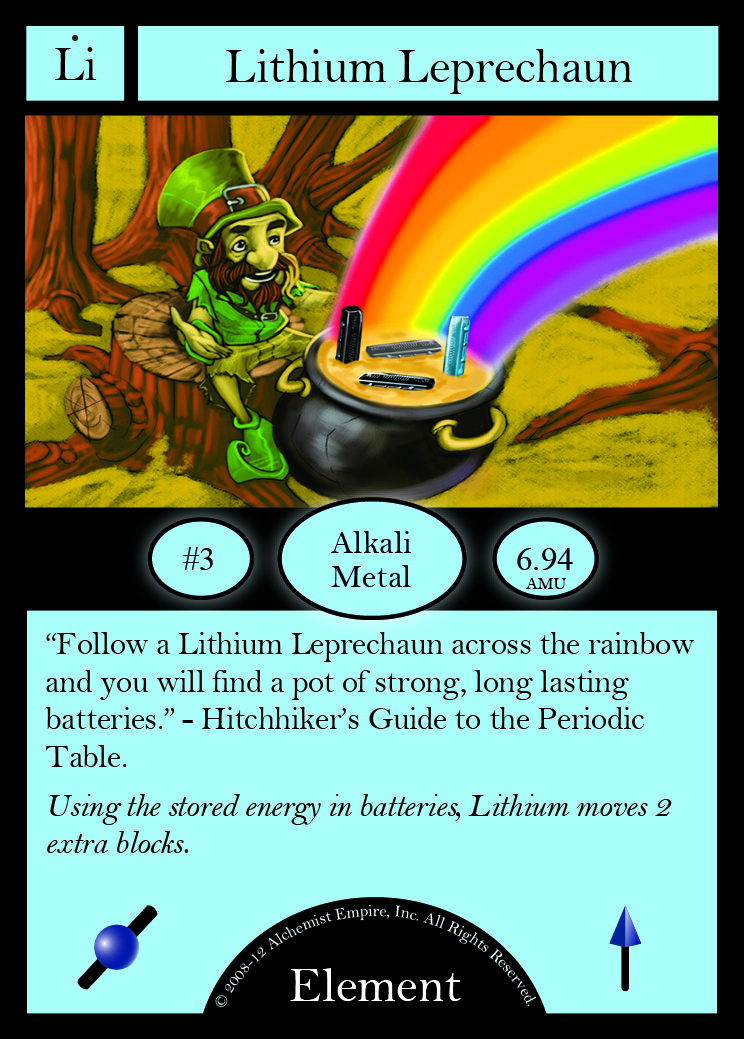 Li
Lithium Leprechaun
#3
Alkali
Metal
6.94
AMU
“Follow a Lithium Leprechaun across the rainbow
and you will find a pot of strong, long lasting
batteries.” - Hitchhiker’s Guide to the Periodic
Table.
Using the stored energy in batteries, Lithium moves 2
extra blocks.
© 2008-12 Alchemist Empire, Inc. All Rights Reserved.
Element